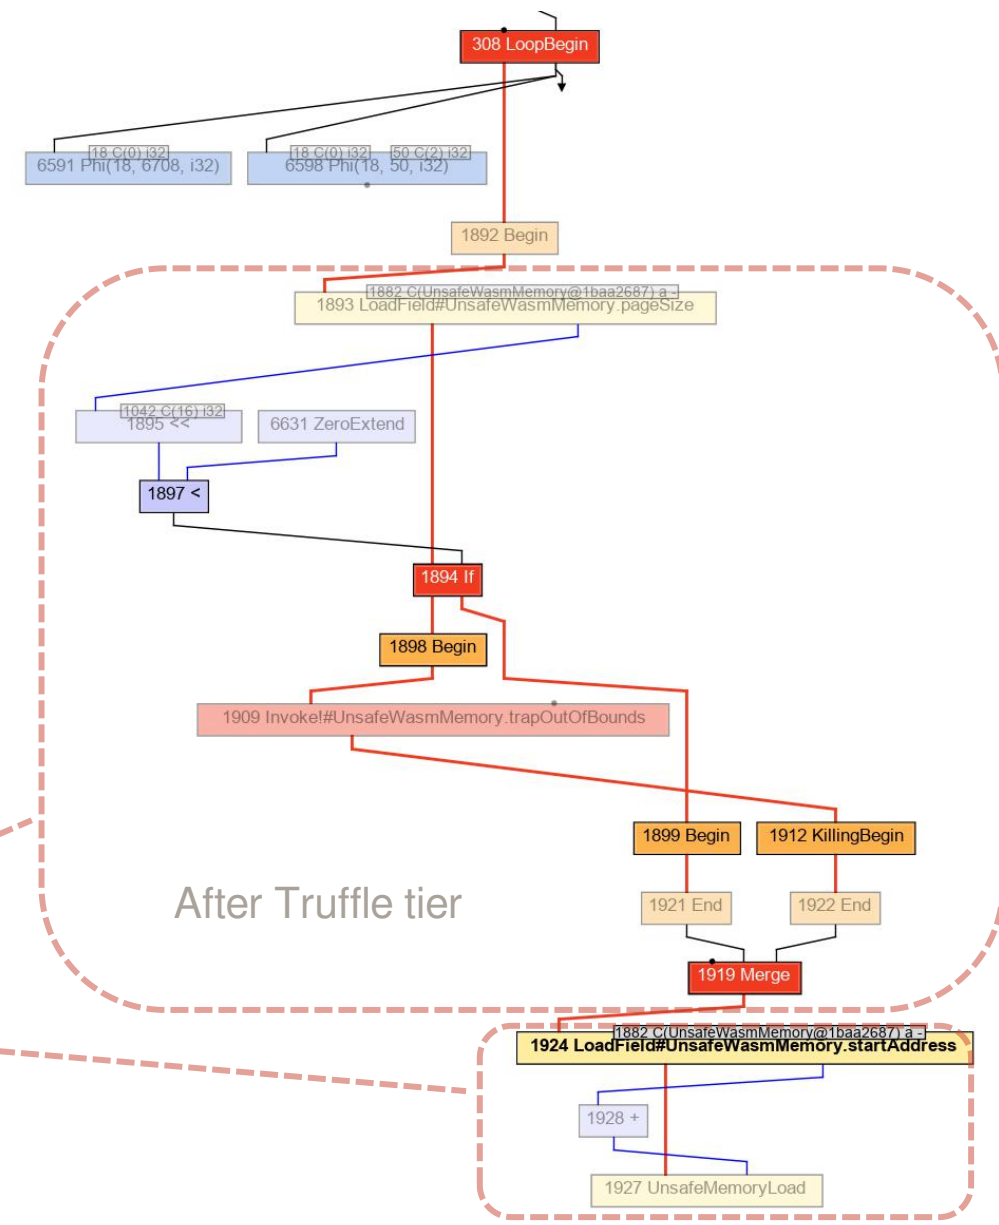 308 LoopBegin
18 C(0) i32
18 C(0) i32
50 C(2) i32
6591 Phi(18, 6708, i32)
6598 Phi(18, 50, i32)
1892 Begin
1882 C(UnsafeWasmMemory@1baa2687) a -
1893 LoadField#UnsafeWasmMemory.pageSize
1042 C(16) i32
1895 <<
6631 ZeroExtend
1897 <
1894 If
1898 Begin
1909 Invoke!#UnsafeWasmMemory.trapOutOfBounds
1899 Begin
1912 KillingBegin
After Truffle tier
1921 End
1922 End
1919 Merge
1882 C(UnsafeWasmMemory@1baa2687) a -
1924 LoadField#UnsafeWasmMemory.startAddress
1928 +
1927 UnsafeMemoryLoad